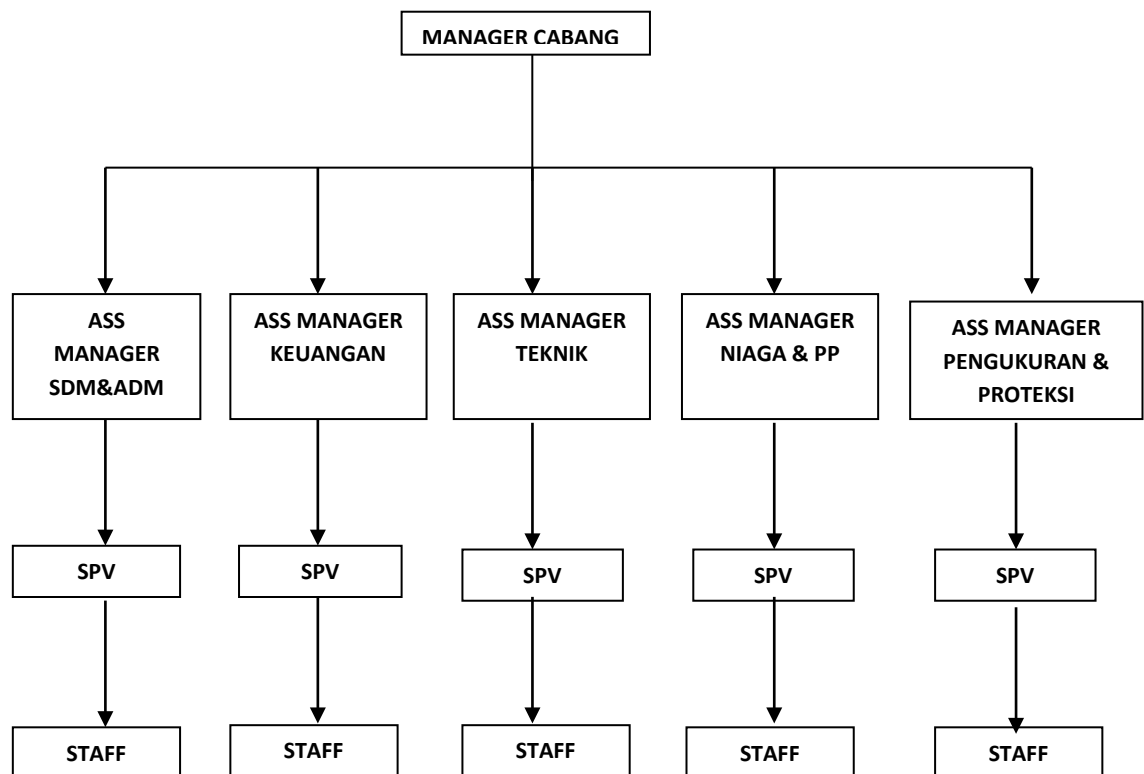 MANAGER CABANG
ASS
MANAGER
SDM&ADM
ASS MANAGER
KEUANGAN
ASS MANAGER
TEKNIK
ASS MANAGER
NIAGA & PP
ASS MANAGER
PENGUKURAN &
PROTEKSI
SPV
SPV
SPV
SPV
SPV
STAFF
STAFF
STAFF
STAFF
STAFF